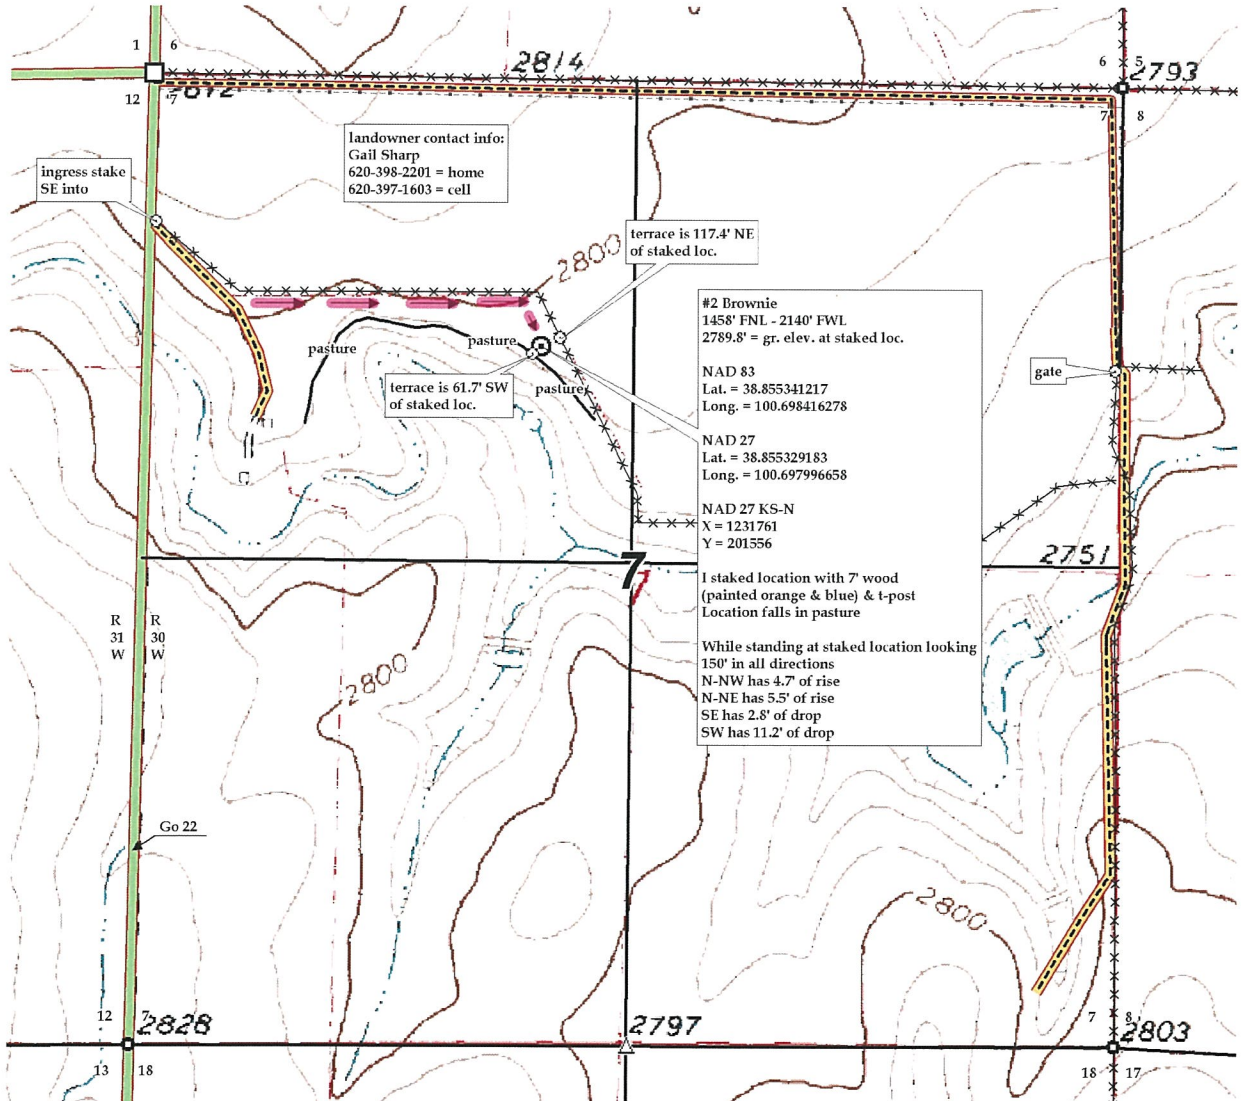 1 6
2814
6 5
2793
12 7
2812
7 8
landowner contact info:
Gail Sharp
620-398-2201 = home
620-397-1603 = cell
ingress stake
SE into
terrace is 117.4' NE
of staked loc.
2800
#2 Brownie
1458' FNL - 2140' FWL
2789.8' = gr. elev. at staked loc.
NAD 83
Lat. = 38.855341217
Long. = 100.698416278
NAD 27
Lat. = 38.855329183
Long. = 100.697996658
NAD 27 KS-N
X = 1231761
Y = 201556
I staked location with 7' wood
(painted orange & blue) & t-post
Location falls in pasture
While standing at staked location looking
150' in all directions
N-NW has 4.7' of rise
N-NE has 5.5' of rise
SE has 2.8' of drop
SW has 11.2' of drop
pasture
pasture
pasture
terrace is 61.7' SW
of staked loc.
gate
7
2751
R R
31 30
W W
2800
Go 22
2800
12 7
2828
2797
7 8
2803
13 18
18 17